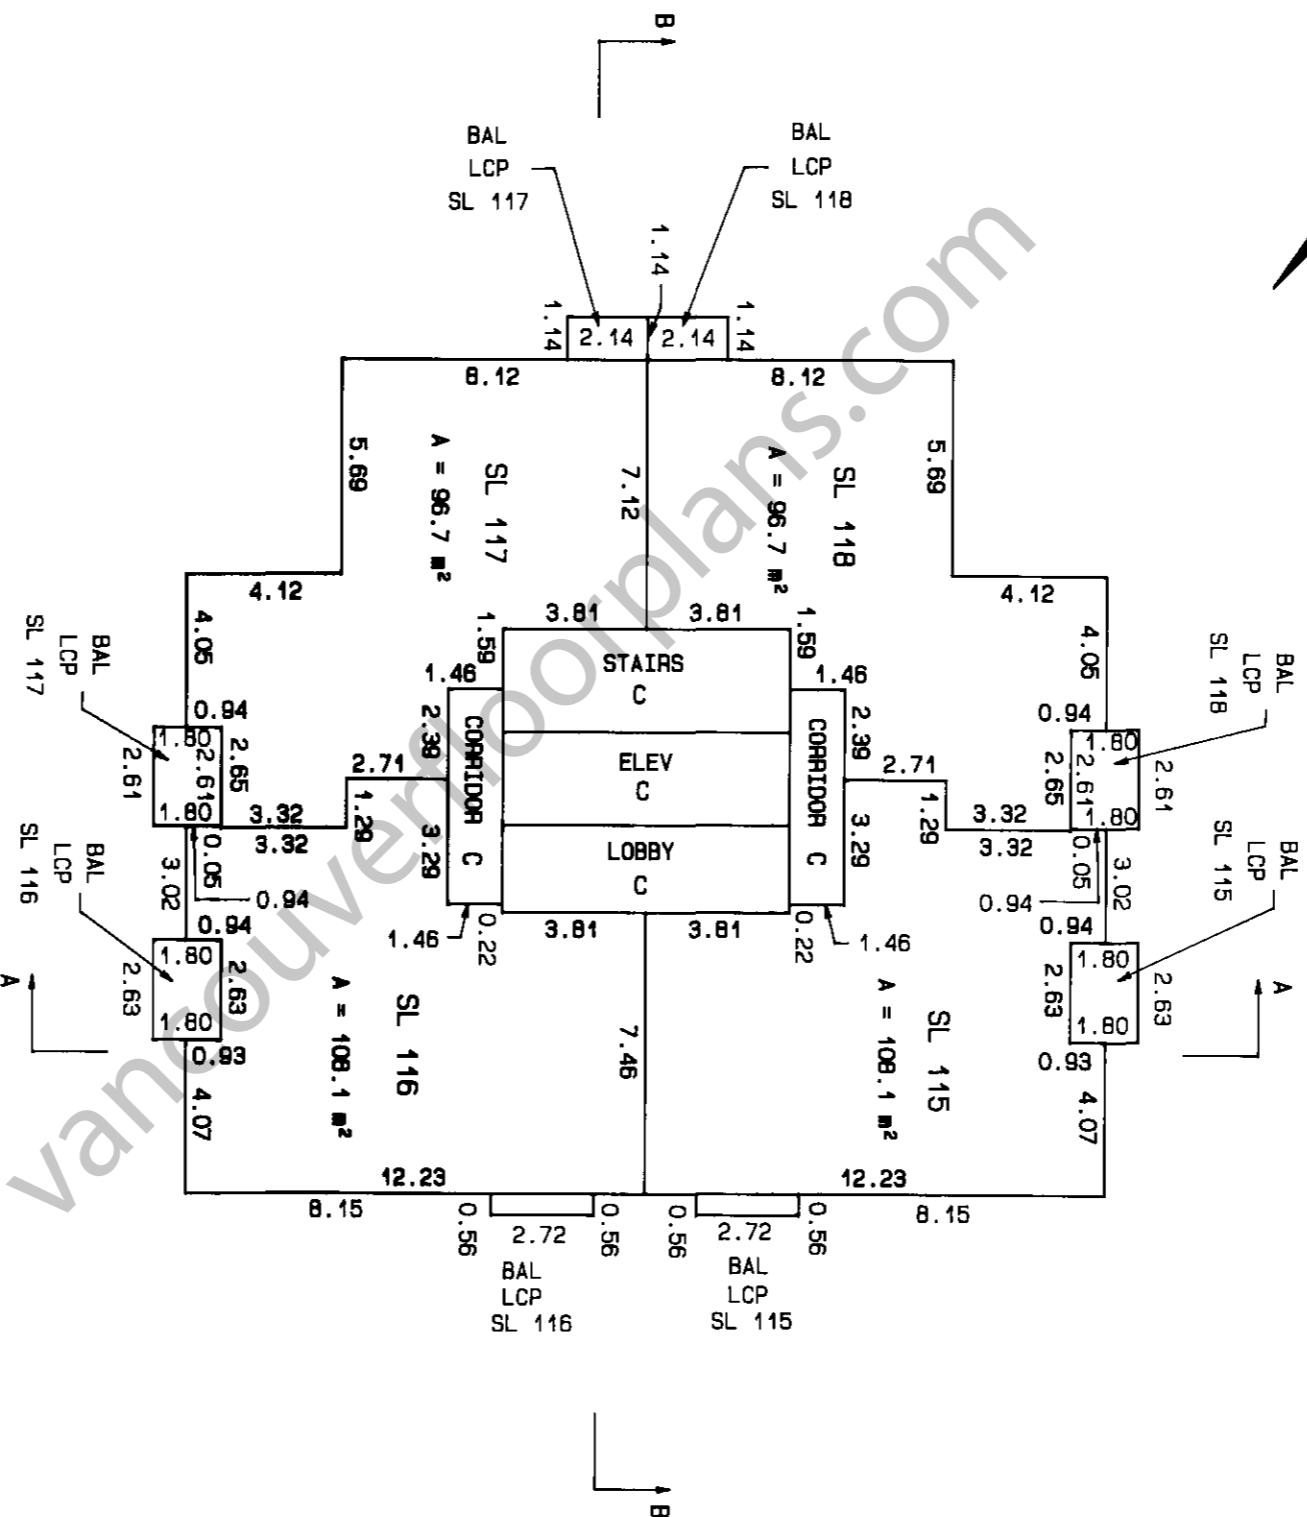 B
BAL
LCP
SL 117
BAL
LCP
SL 118
1.14
1.14
2.14
2.14
1.14
8.12
8.12
5.69
A = 96.7 m²
SL 117
7.12
A = 96.7 m²
SL 118
5.69
4.12
4.12
4.05
4.05
SL 117
LCP
BAL
3.81
3.81
1.59
1.59
1.46
1.46
STAIRS
C
SL 118
LCP
BAL
0.94
0.94
1.80
2.61
2.61
2.65
1.80
2.39
CORRIDOR C
ELEV
C
CORRIDOR C
2.39
2.71
2.71
1.80
2.65
2.61
2.61
1.80
3.32
3.32
1.29
3.29
LOBBY
C
3.29
1.29
3.32
3.32
SL 116
LCP
BAL
3.02
0.05
0.94
0.05
0.94
3.02
SL 115
LCP
BAL
0.94
1.46
0.22
3.81
3.81
0.22
1.46
0.94
A
1.80
2.63
2.63
1.80
0.93
1.80
2.63
2.63
1.80
0.93
A
4.07
A = 108.1 m²
SL 116
7.46
A = 108.1 m²
SL 115
4.07
12.23
12.23
8.15
8.15
0.56
2.72
0.56
0.56
2.72
0.56
BAL
LCP
SL 116
BAL
LCP
SL 115
B
vancouverfloorplans.com